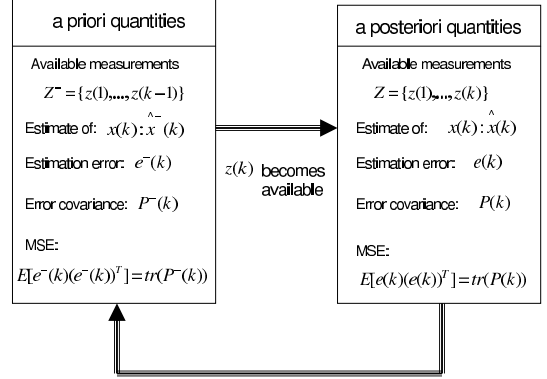 a priori quantities
Available measurements
Z⁻ = {z(1),...,z(k−1)}
Estimate of: x(k): x̂⁻(k)
Estimation error: e⁻(k)
Error covariance: P⁻(k)
MSE:
E[e⁻(k)(e⁻(k))ᵀ] = tr(P⁻(k))
z(k) becomes
available
a posteriori quantities
Available measurements
Z = {z(1),...,z(k)}
Estimate of: x(k): x̂(k)
Estimation error: e(k)
Error covariance: P(k)
MSE:
E[e(k)(e(k))ᵀ] = tr(P(k))